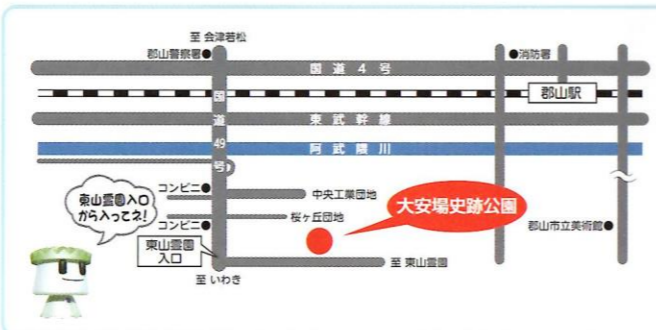 至 会津若松
郡山警察署
消防署
国道4号
郡山駅
国道49号
東武幹線
阿武隈川
コンビニ
中央工業団地
東山霊園入口
から入ってネ!
大安場史跡公園
桜ヶ丘団地
コンビニ
郡山市立美術館
東山霊園
入口
至 東山霊園
至 いわき